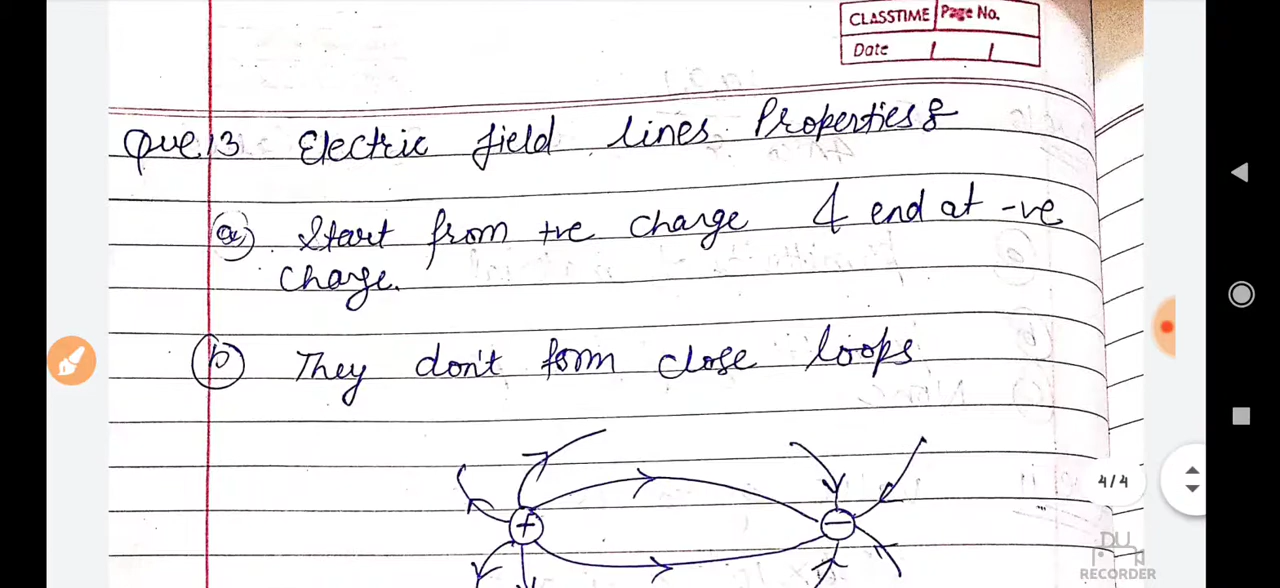 CLASSTIME Page No.
Date / /
Que 13 Electric field lines Properties
(a) Start from +ve charge & end at -ve
charge.
(b) They don't form close loops
+ −
4/4
DU
RECORDER